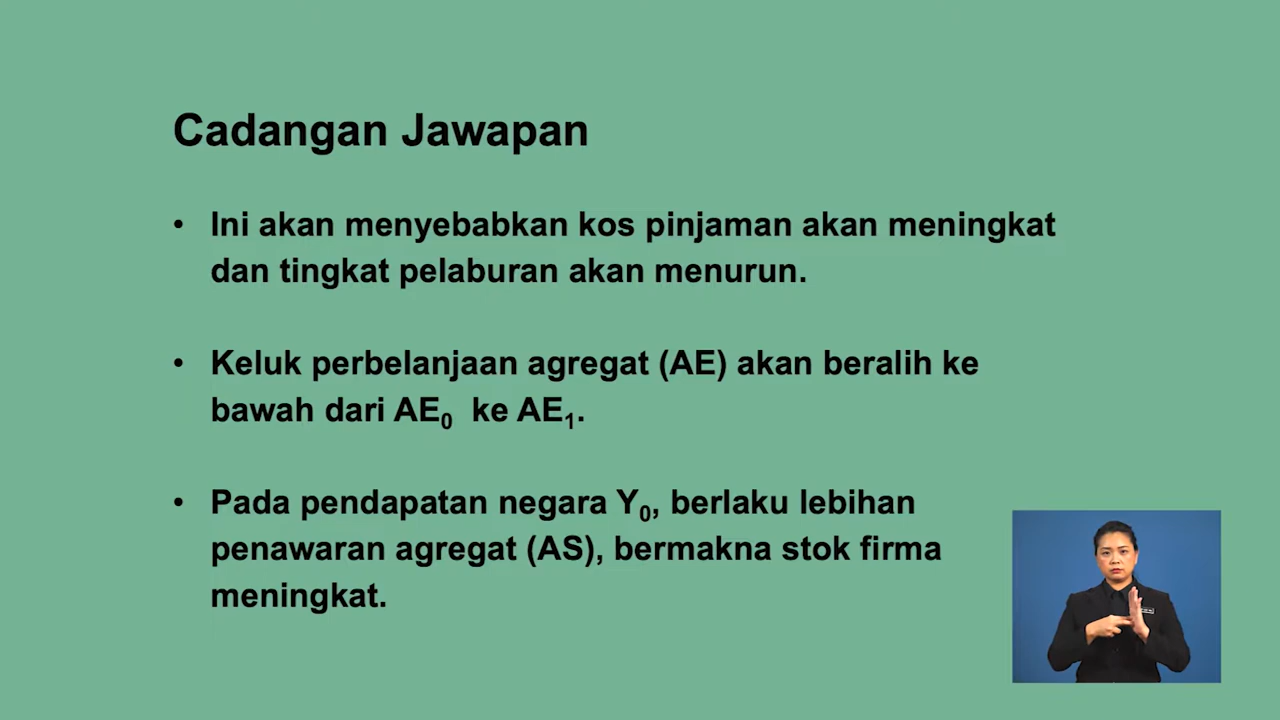 Cadangan Jawapan
• Ini akan menyebabkan kos pinjaman akan meningkat
dan tingkat pelaburan akan menurun.
• Keluk perbelanjaan agregat (AE) akan beralih ke
bawah dari AE₀ ke AE₁.
• Pada pendapatan negara Y₀, berlaku lebihan
penawaran agregat (AS), bermakna stok firma
meningkat.